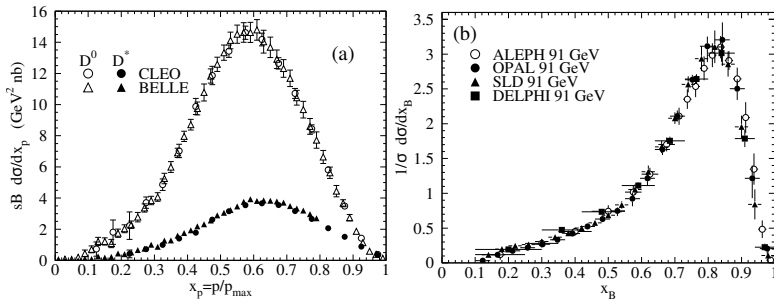 16
14
12
10
8
6
4
2
0
sB dσ/dx_p (GeV² nb)
D⁰ D*
CLEO
BELLE
(a)
0 0.1 0.2 0.3 0.4 0.5 0.6 0.7 0.8 0.9 1
x_p=p/p_max
3.5
3
2.5
2
1.5
1
0.5
0
1/σ dσ/dx_B
(b)
ALEPH 91 GeV
OPAL 91 GeV
SLD 91 GeV
DELPHI 91 GeV
0 0.1 0.2 0.3 0.4 0.5 0.6 0.7 0.8 0.9 1
x_B